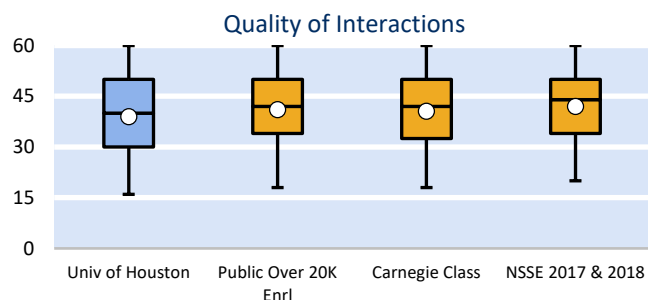 Quality of Interactions
60
45
30
15
0
Univ of Houston
Public Over 20K
Enrl
Carnegie Class
NSSE 2017 & 2018